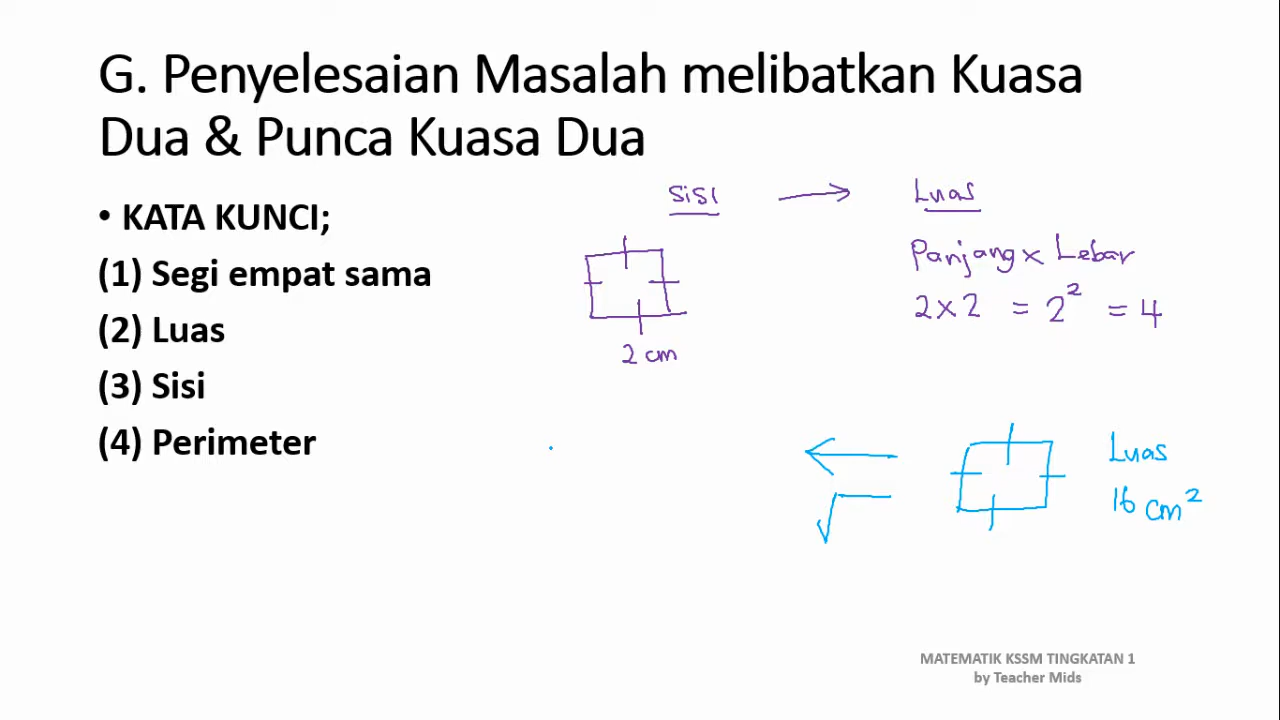 G. Penyelesaian Masalah melibatkan Kuasa
Dua & Punca Kuasa Dua
• KATA KUNCI;
(1) Segi empat sama
(2) Luas
(3) Sisi
(4) Perimeter
Sisi → Luas
Panjang x Lebar
2 x 2 = 2² = 4
2 cm
← Luas
√ 16 cm²
MATEMATIK KSSM TINGKATAN 1
by Teacher Mids